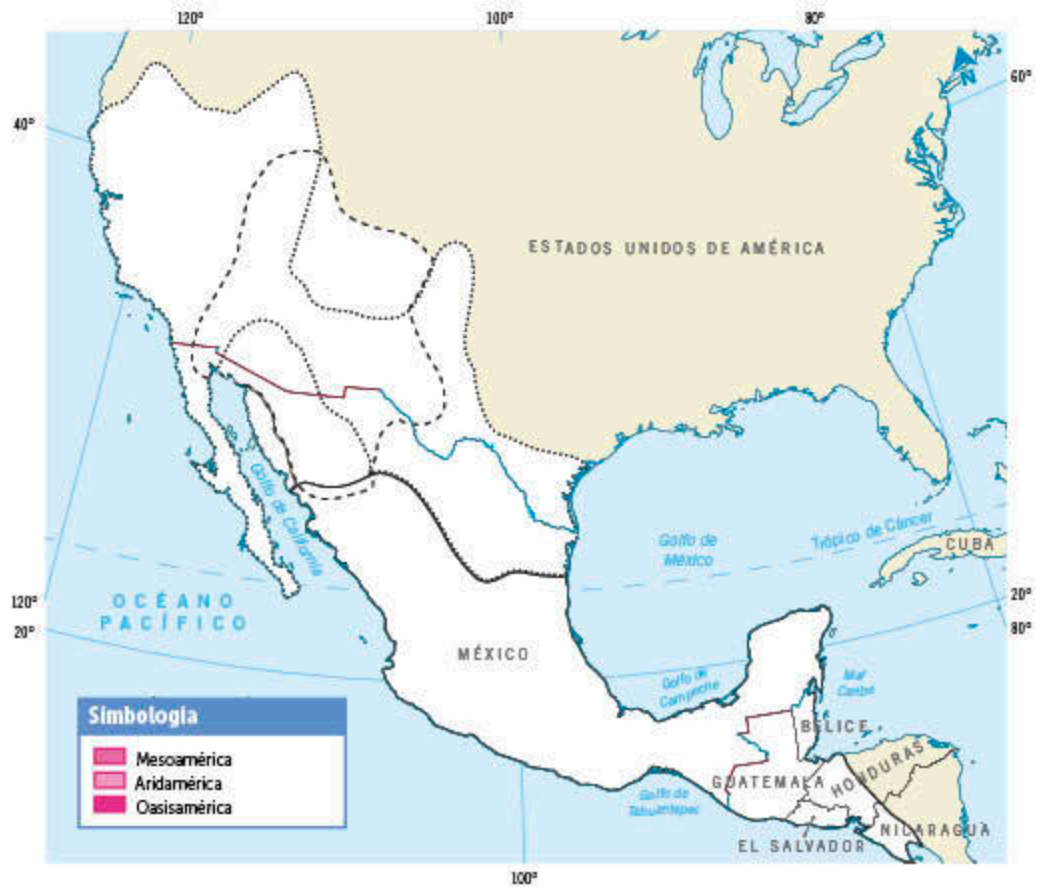 120°
100°
80°
N
60°
40°
ESTADOS UNIDOS DE AMÉRICA
Golfo de California
Golfo de
México
Trópico de Cáncer
CUBA
120°
20°
20°
80°
OCÉANO
PACÍFICO
MÉXICO
Golfo de
Campeche
Mar
Caribe
BELICE
GUATEMALA
HONDURAS
Golfo de
Tehuantepec
EL SALVADOR
NICARAGUA
Simbología
Mesoamérica
Aridamérica
Oasisamérica
100°